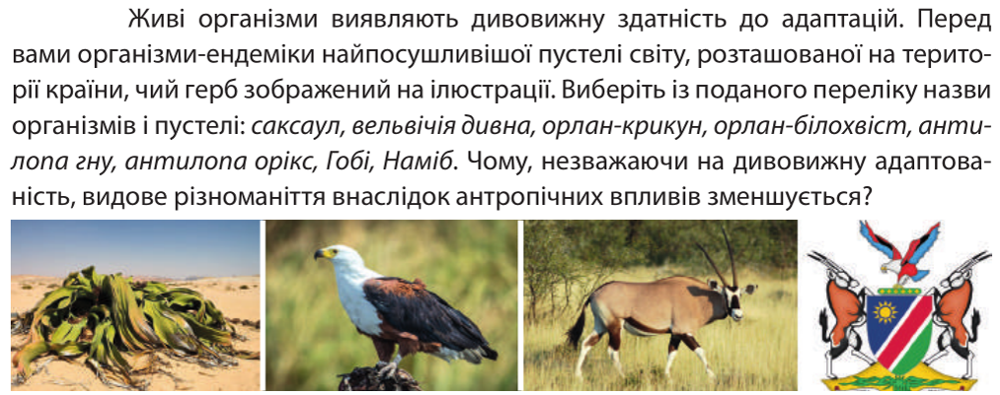 Живі організми виявляють дивовижну здатність до адаптацій. Перед
вами організми-ендеміки найпосушливішої пустелі світу, розташованої на терито-
рії країни, чий герб зображений на ілюстрації. Виберіть із поданого переліку назви
організмів і пустелі: саксаул, вельвічія дивна, орлан-крикун, орлан-білохвіст, анти-
лопа гну, антилопа орікс, Гобі, Наміб. Чому, незважаючи на дивовижну адаптова-
ність, видове різноманіття внаслідок антропічних впливів зменшується?